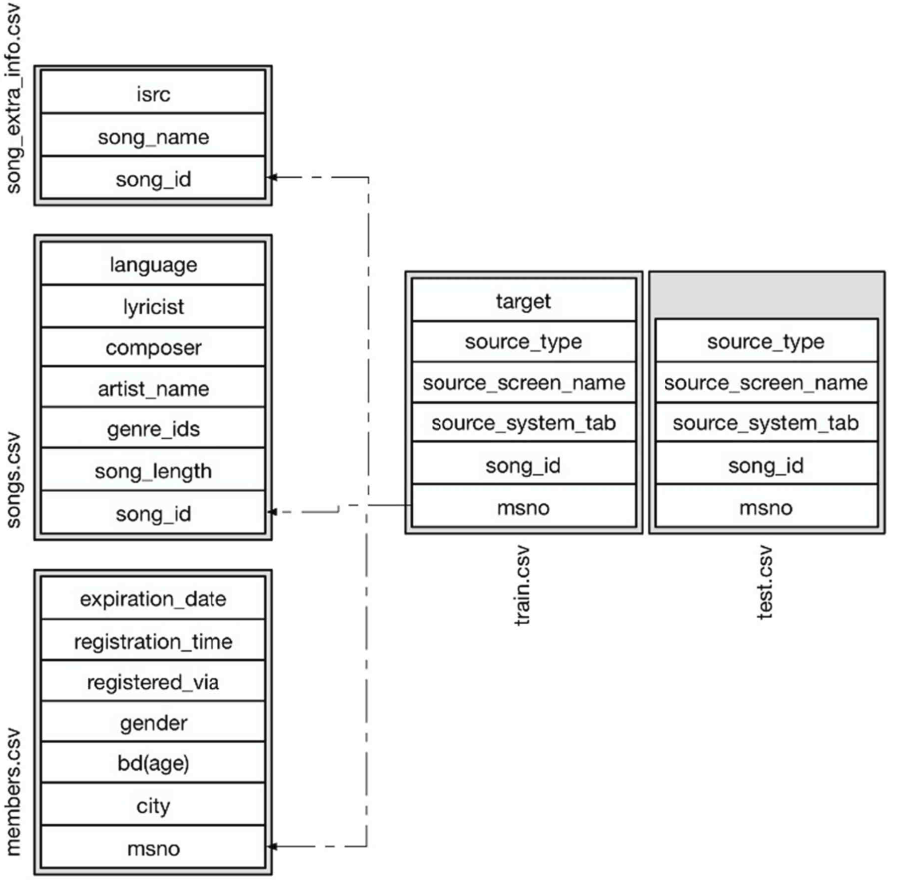 song_extra_info.csv
isrc
song_name
song_id
songs.csv
language
lyricist
composer
artist_name
genre_ids
song_length
song_id
members.csv
expiration_date
registration_time
registered_via
gender
bd(age)
city
msno
target
source_type
source_screen_name
source_system_tab
song_id
msno
train.csv
source_type
source_screen_name
source_system_tab
song_id
msno
test.csv